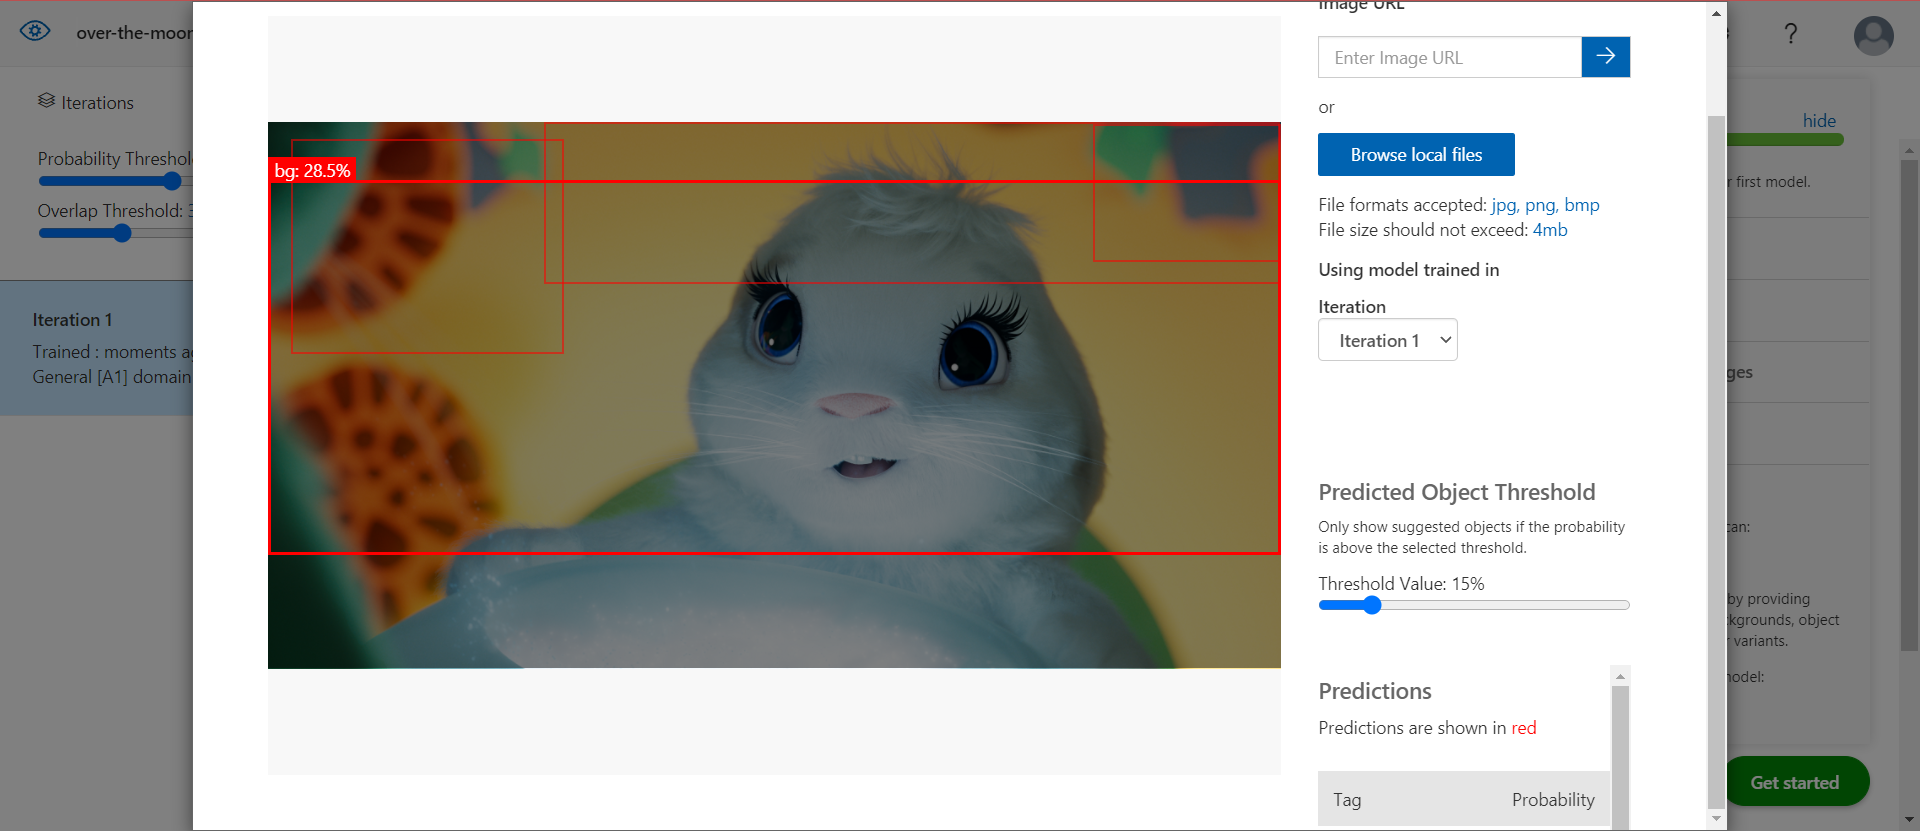 over-the-moon
Iterations
Probability Threshold
Overlap Threshold: 3
Iteration 1
Trained : moments ag
General [A1] domain
bg: 28.5%
Image URL
Enter Image URL
or
Browse local files
File formats accepted: jpg, png, bmp
File size should not exceed: 4mb
Using model trained in
Iteration
Iteration 1
Predicted Object Threshold
Only show suggested objects if the probability
is above the selected threshold.
Threshold Value: 15%
Predictions
Predictions are shown in red
Tag Probability
?
hide
r first model.
ges
can:
by providing
kgrounds, object
r variants.
nodel:
Get started